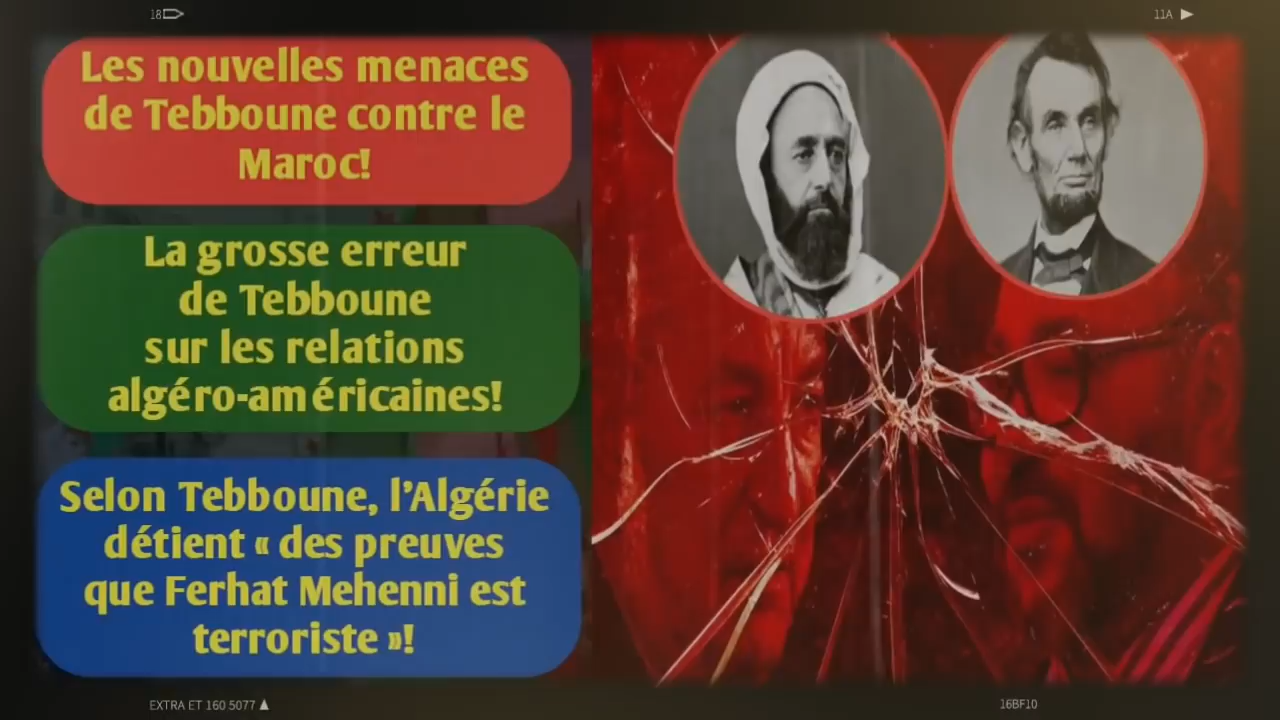 18
11A
Les nouvelles menaces
de Tebboune contre le
Maroc!
La grosse erreur
de Tebboune
sur les relations
algéro-américaines!
Selon Tebboune, l'Algérie
détient « des preuves
que Ferhat Mehenni est
terroriste »!
EXTRA ET 160 5077
16BF10